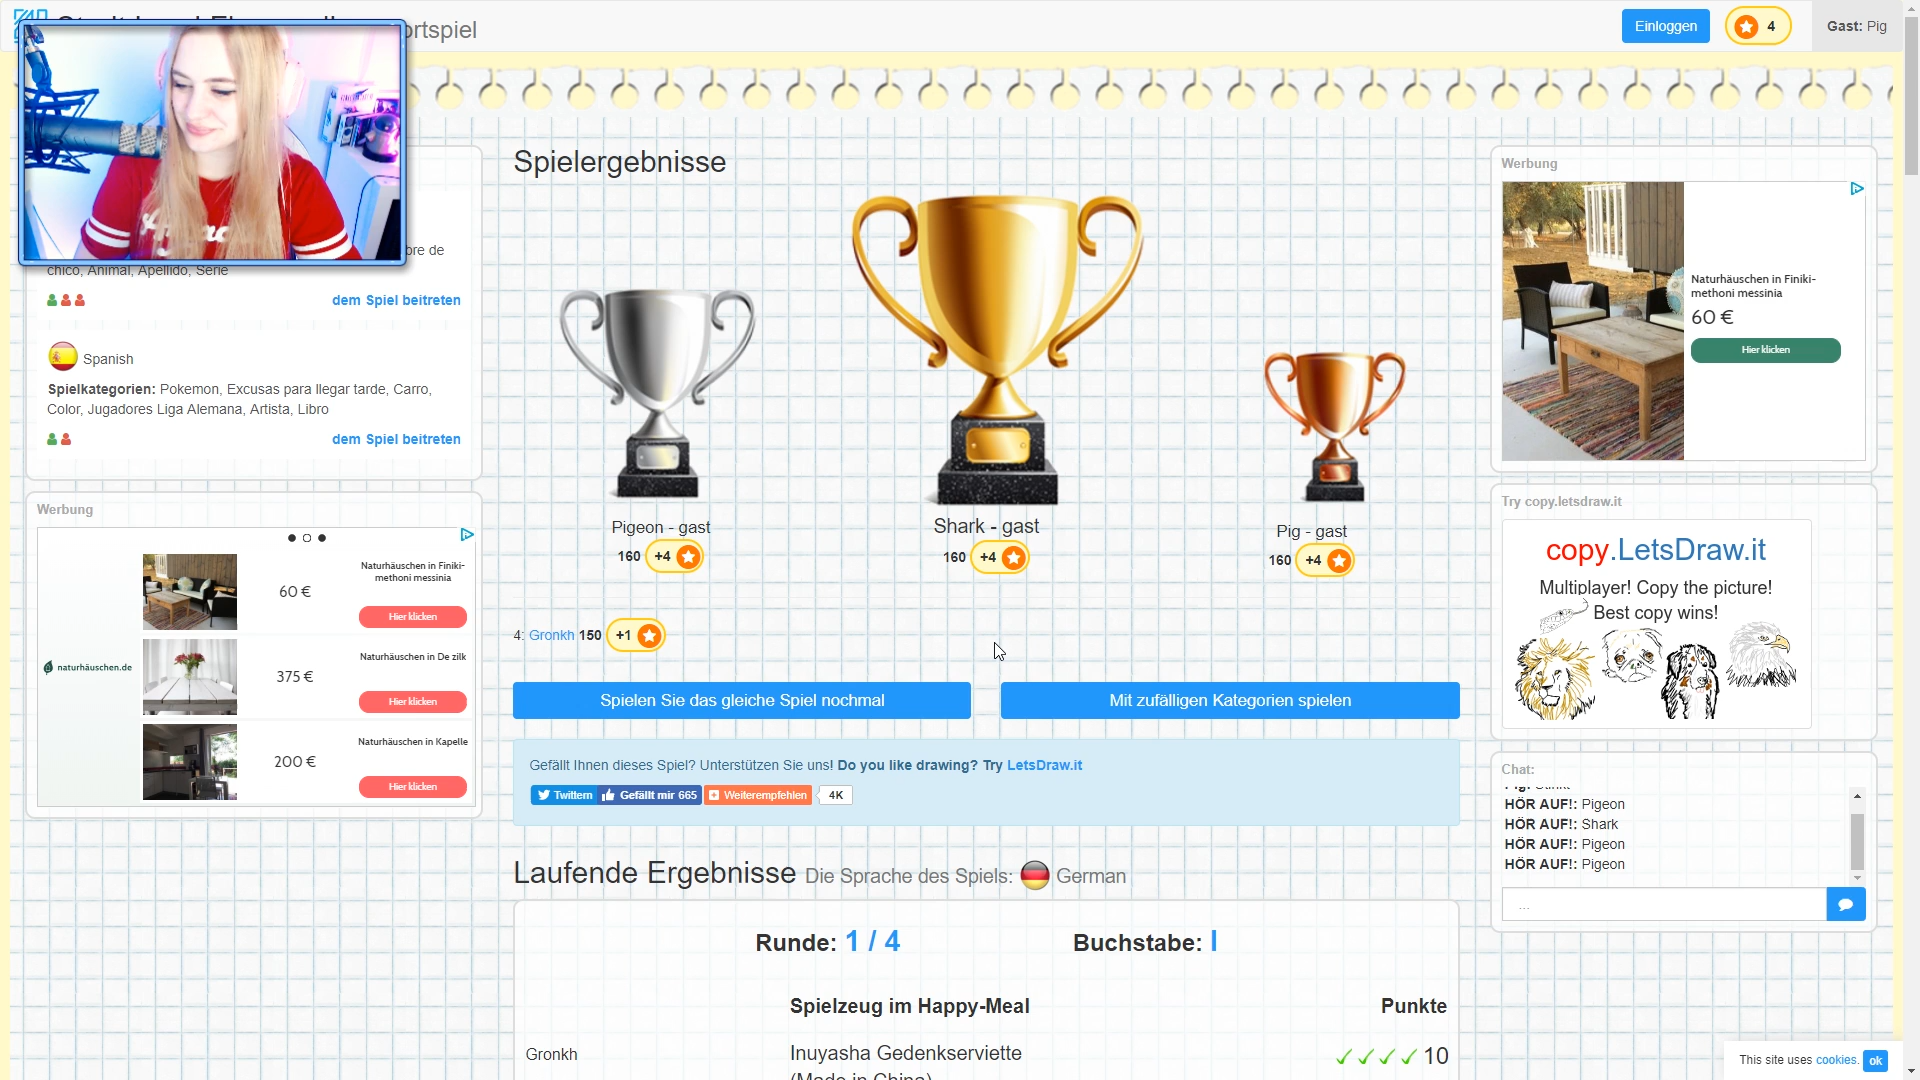 ortspiel
Einloggen
4
Gast: Pig
bre de
chico, Animal, Apellido, Serie
dem Spiel beitreten
Spanish
Spielkategorien: Pokemon, Excusas para llegar tarde, Carro,
Color, Jugadores Liga Alemana, Artista, Libro
dem Spiel beitreten
Werbung
60 €
Naturhäuschen in Finiki-
methoni messinia
Hier klicken
naturhäuschen.de
375 €
Naturhäuschen in De zilk
Hier klicken
200 €
Naturhäuschen in Kapelle
Hier klicken
Spielergebnisse
Pigeon - gast
160 +4
Shark - gast
160 +4
Pig - gast
160 +4
4: Gronkh 150 +1
Spielen Sie das gleiche Spiel nochmal
Mit zufälligen Kategorien spielen
Gefällt Ihnen dieses Spiel? Unterstützen Sie uns! Do you like drawing? Try LetsDraw.it
Twittern
Gefällt mir 665
Weiterempfehlen
4K
Laufende Ergebnisse Die Sprache des Spiels: German
Runde: 1 / 4
Buchstabe: I
Spielzeug im Happy-Meal
Punkte
Gronkh
Inuyasha Gedenkserviette
10
(Made in China)
Werbung
Naturhäuschen in Finiki-
methoni messinia
60 €
Hier klicken
Try copy.letsdraw.it
copy.LetsDraw.it
Multiplayer! Copy the picture!
Best copy wins!
Chat:
Pig: Stinkt
HÖR AUF!: Pigeon
HÖR AUF!: Shark
HÖR AUF!: Pigeon
HÖR AUF!: Pigeon
...
This site uses cookies. ok